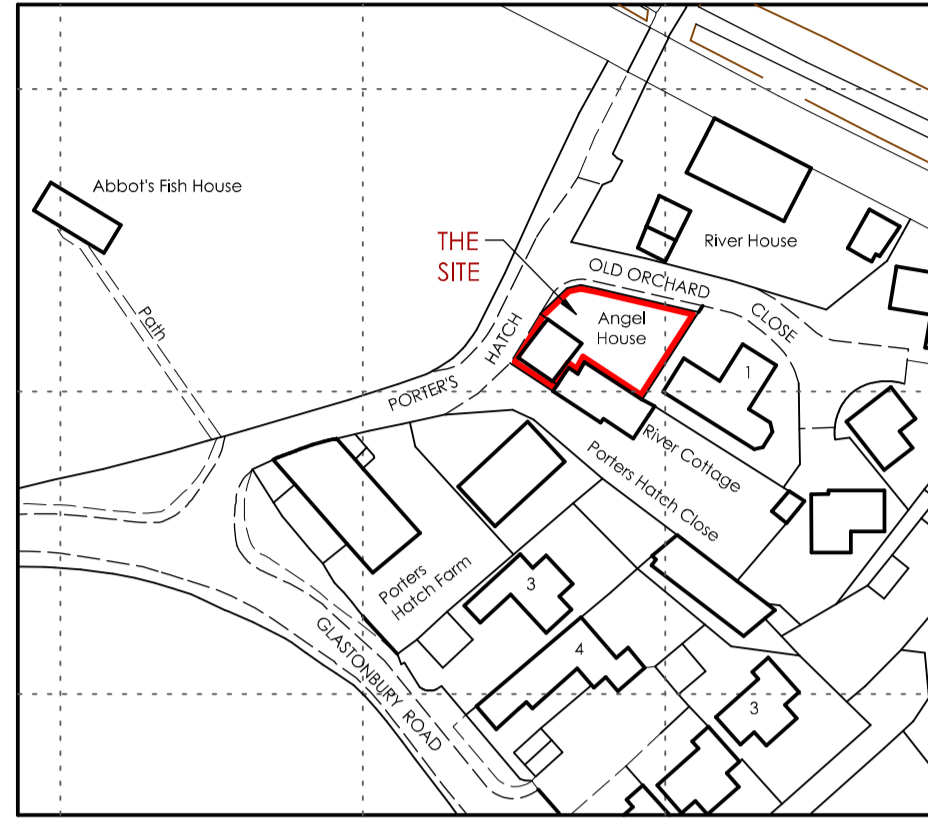 Abbot's Fish House
River House
THE
SITE
OLD ORCHARD
CLOSE
Angel
House
Path
HATCH
PORTER'S
1
River Cottage
Porters Hatch Close
Porters
Hatch Farm
3
4
GLASTONBURY ROAD
3